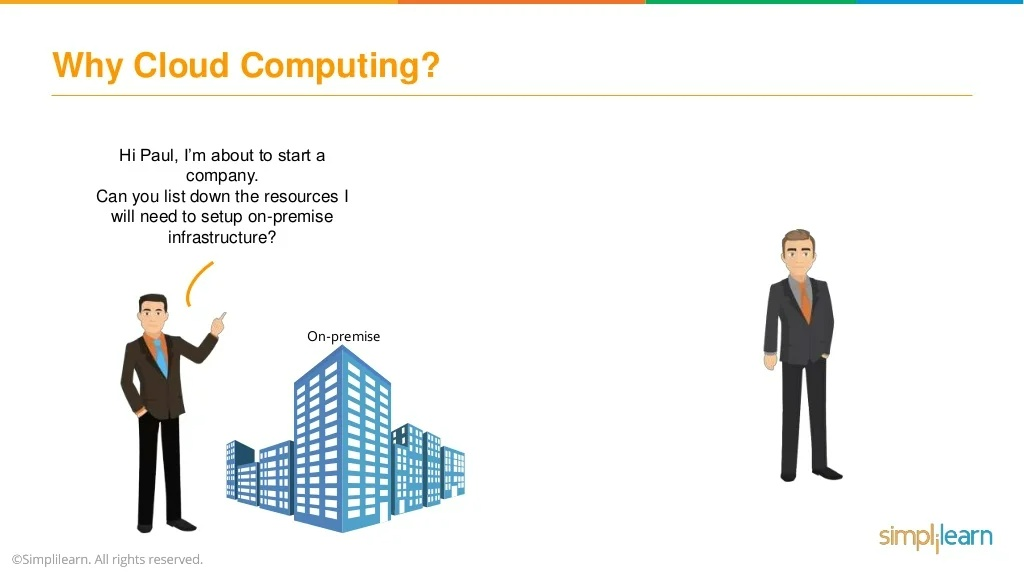 Why Cloud Computing?
Hi Paul, I’m about to start a
company.
Can you list down the resources I
will need to setup on-premise
infrastructure?
On-premise
simplilearn
©Simplilearn. All rights reserved.